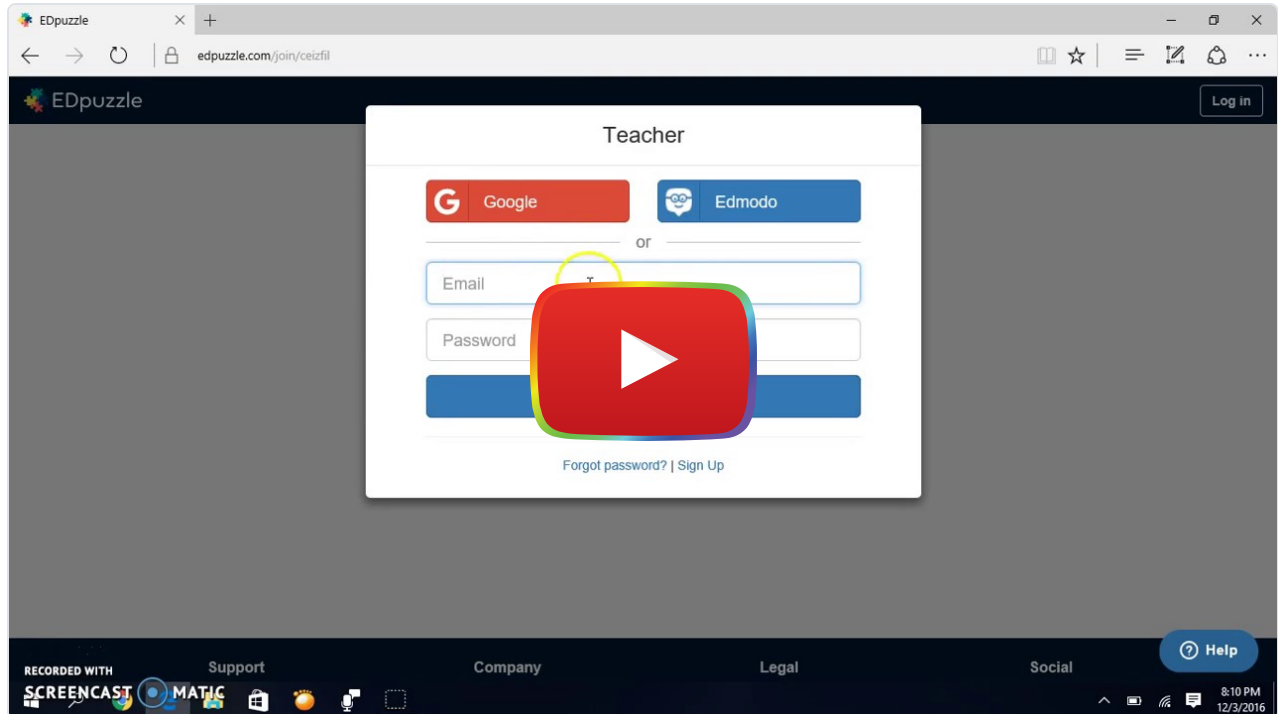 EDpuzzle
edpuzzle.com/join/ceizfil
EDpuzzle
Log in
Teacher
Google
Edmodo
or
Email
Password
Forgot password? | Sign Up
Help
Support
Company
Legal
Social
RECORDED WITH
SCREENCAST MATIC
8:10 PM
12/3/2016